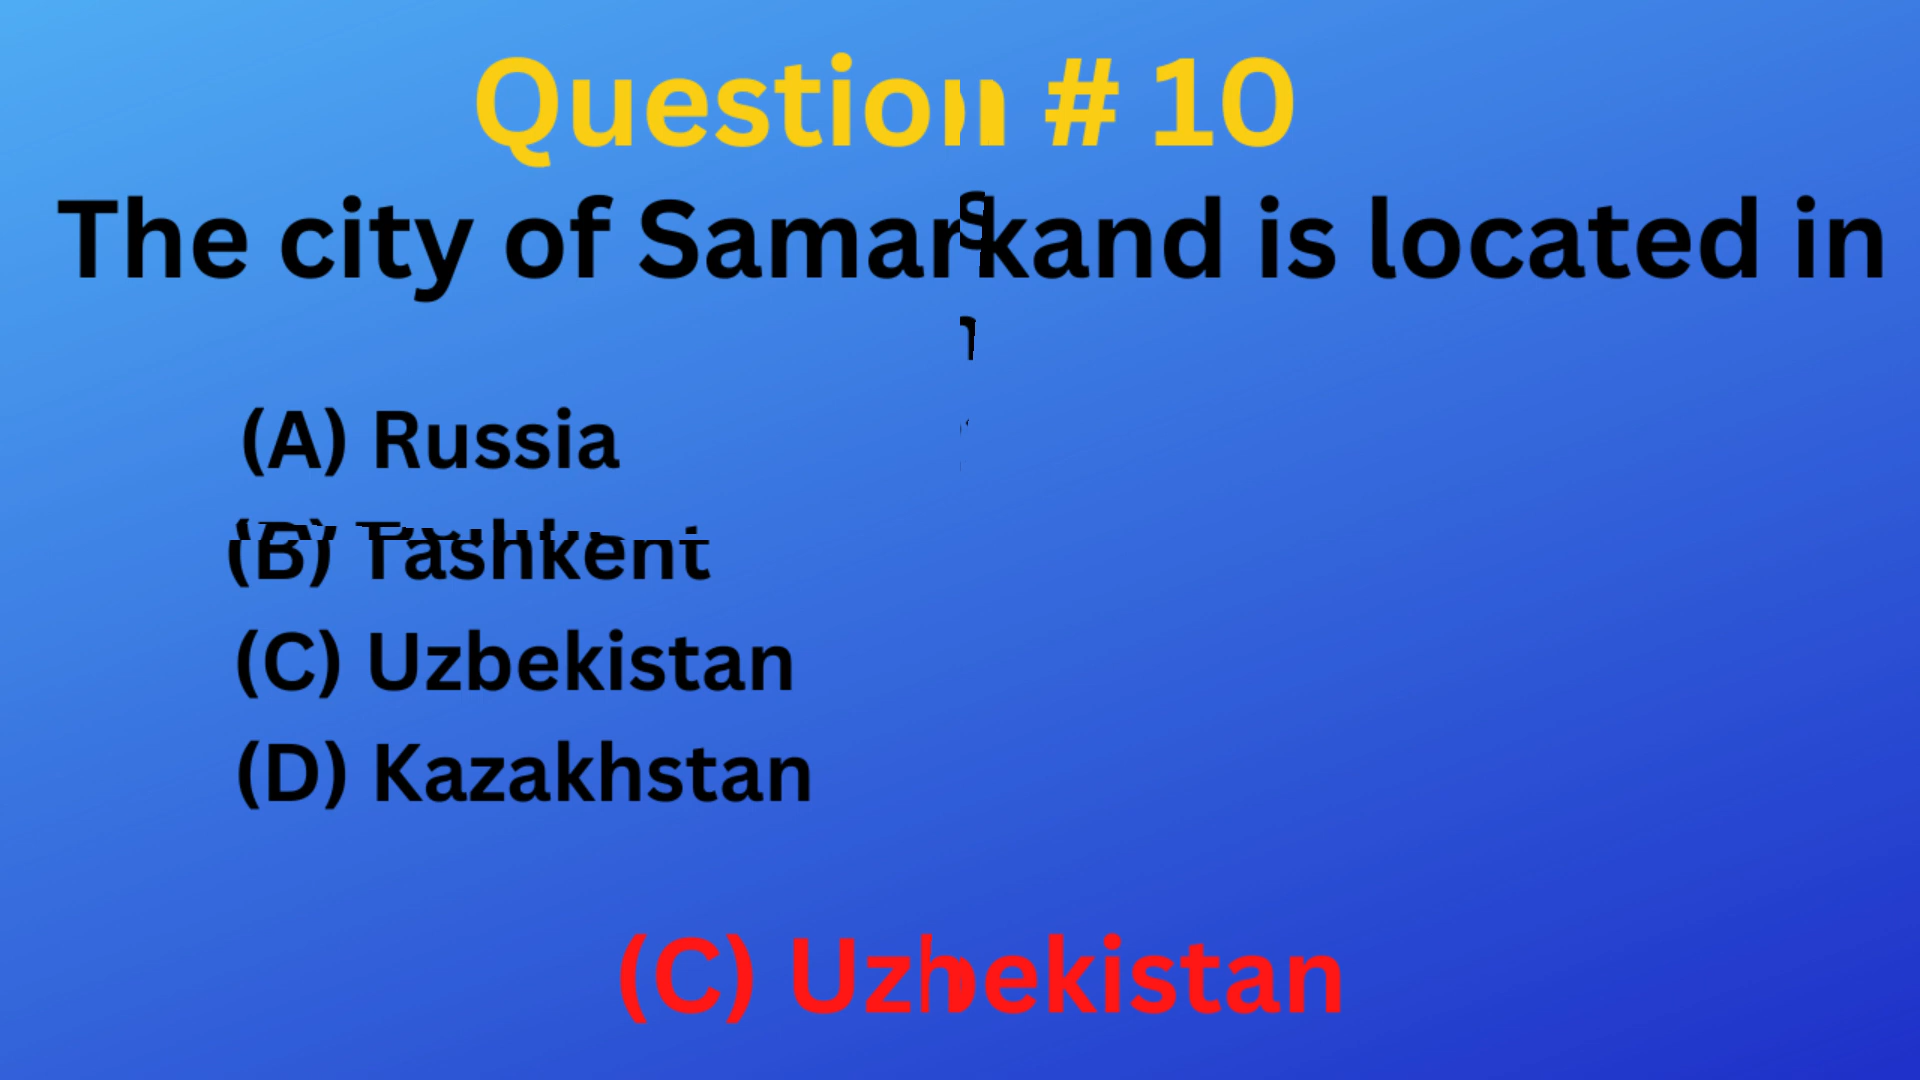 Question # 10
The city of Samarkand is located in
(A) Russia
(B) Tashkent
(C) Uzbekistan
(D) Kazakhstan
(C) Uzbekistan